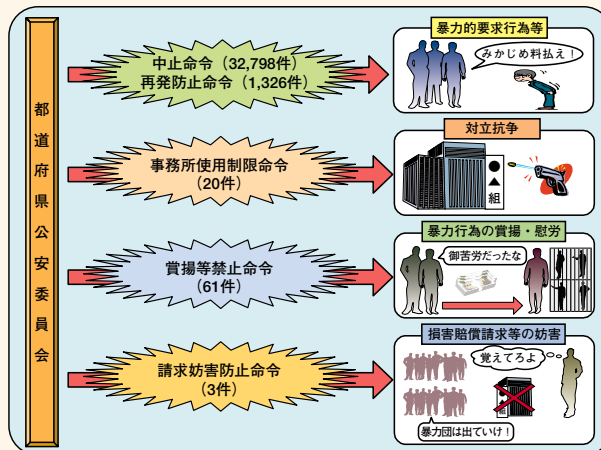 都道府県公安委員会
中止命令（32,798件）
再発防止命令（1,326件）
暴力的要求行為等
みかじめ料払え！
事務所使用制限命令
（20件）
対立抗争
●▲組
賞揚等禁止命令
（61件）
暴力行為の賞揚・慰労
御苦労だったな
請求妨害防止命令
（3件）
損害賠償請求等の妨害
覚えてろよ
暴力団は出ていけ！